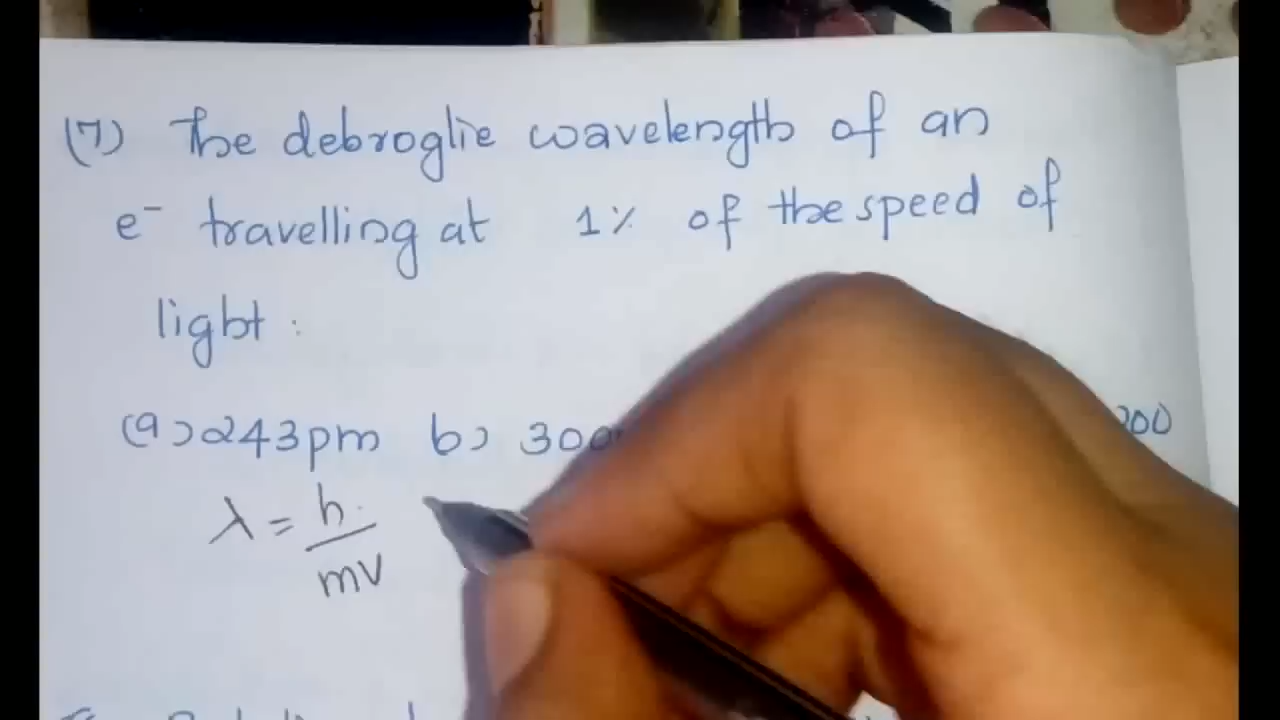 (7) The debroglie wavelength of an
e⁻ travelling at 1% of the speed of
light :
(a) 243pm b) 300
λ = h
mv